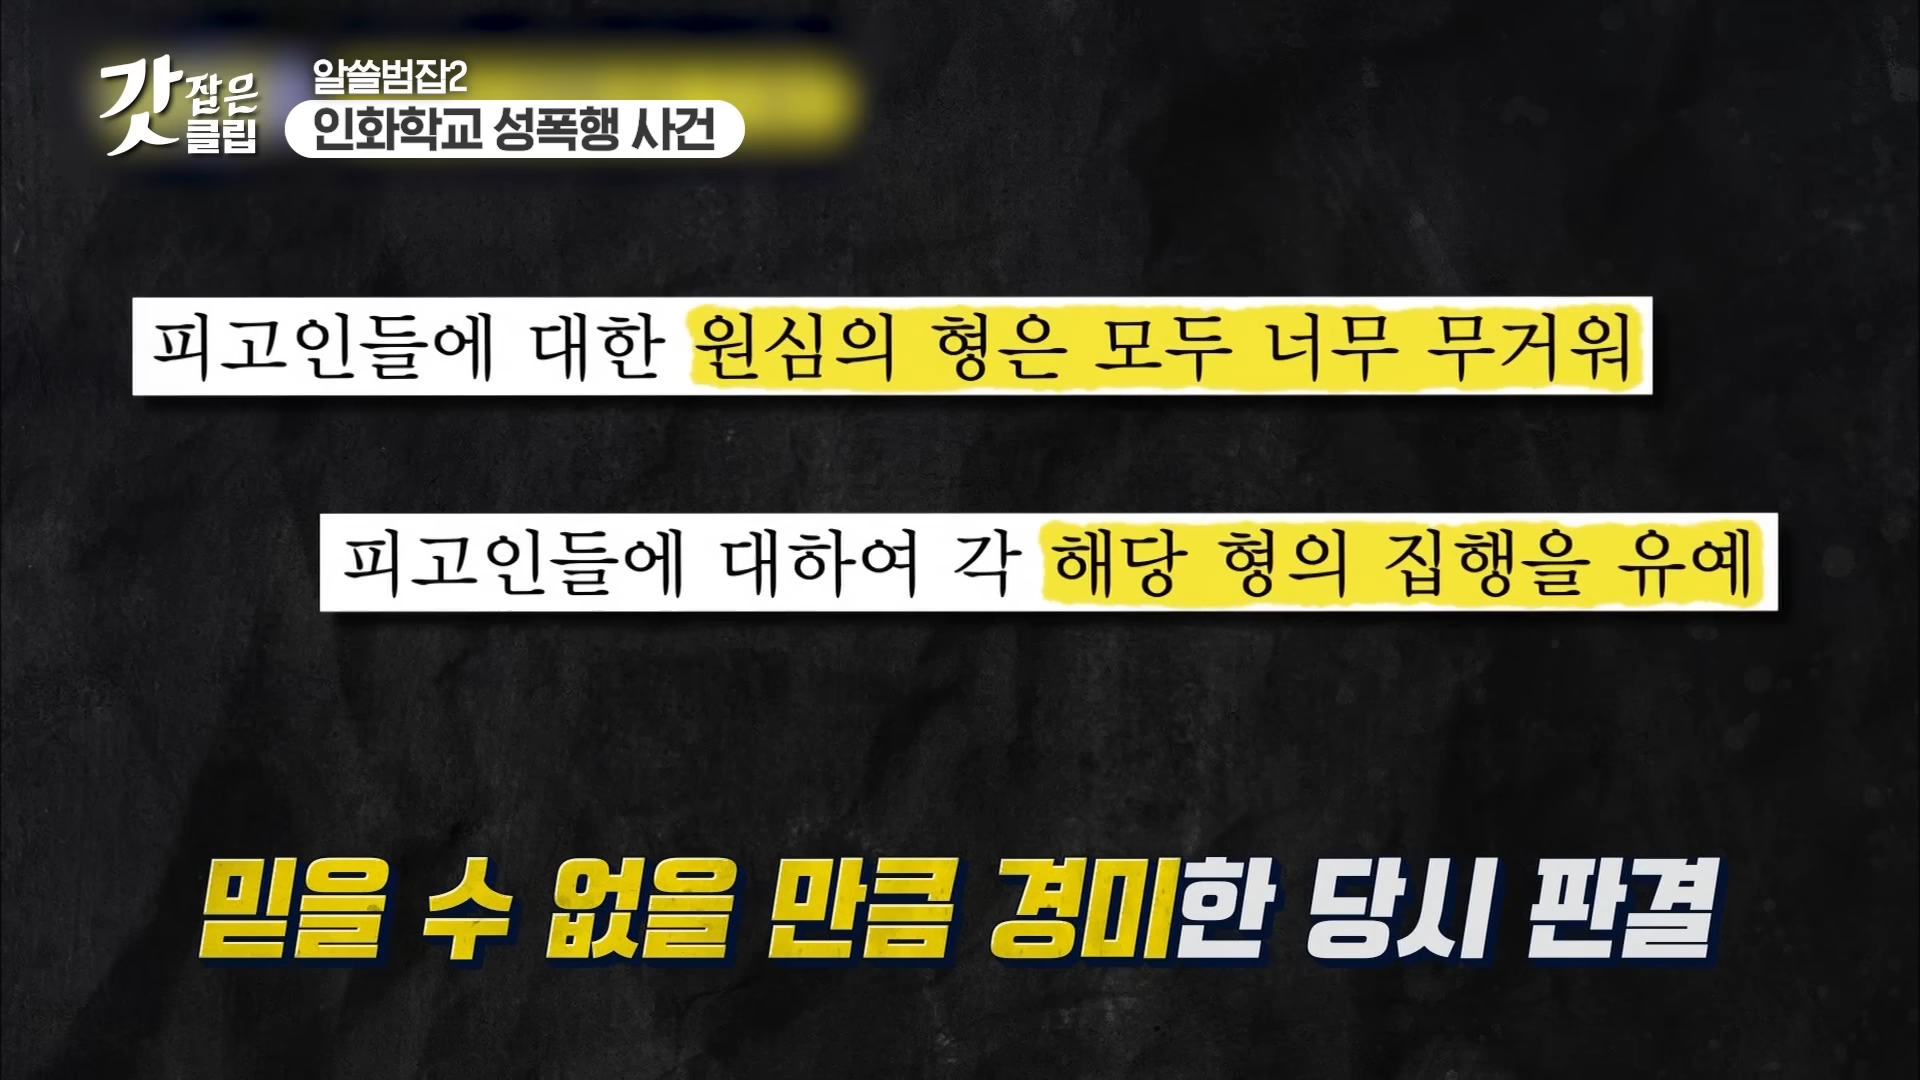 갓잡은클립
알쓸범잡2
인화학교 성폭행 사건
피고인들에 대한 원심의 형은 모두 너무 무거워
피고인들에 대하여 각 해당 형의 집행을 유예
믿을 수 없을 만큼 경미한 당시 판결